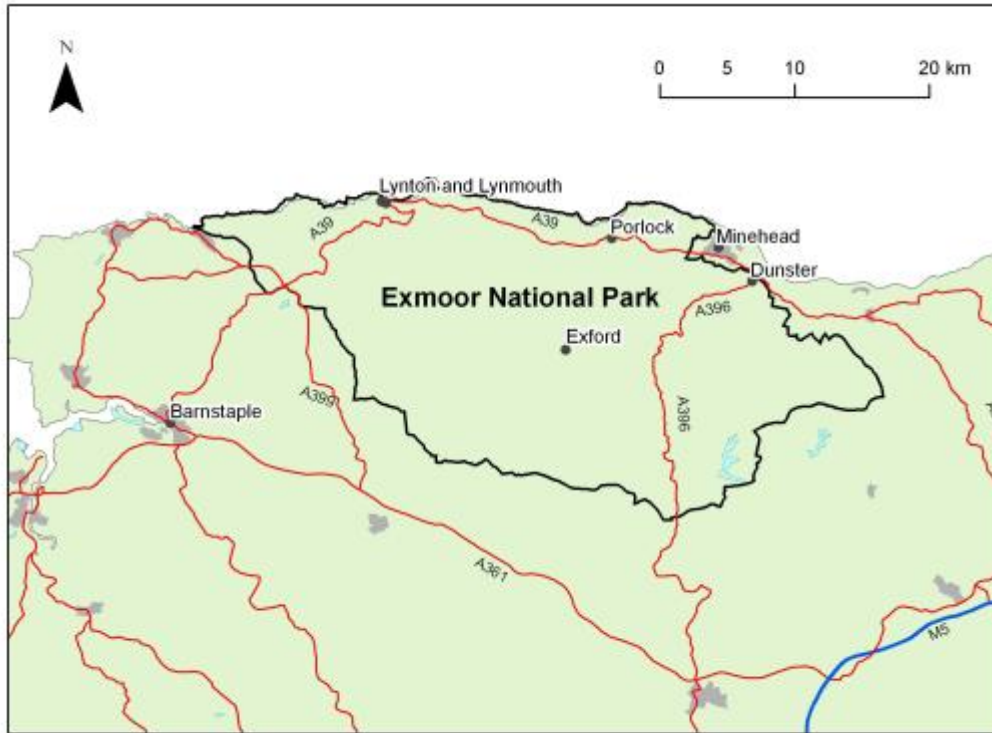 N
0 5 10 20 km
Lynton and Lynmouth
A39
A39
Porlock
Minehead
Dunster
Exmoor National Park
A396
Exford
A399
A396
Barnstaple
A361
M5